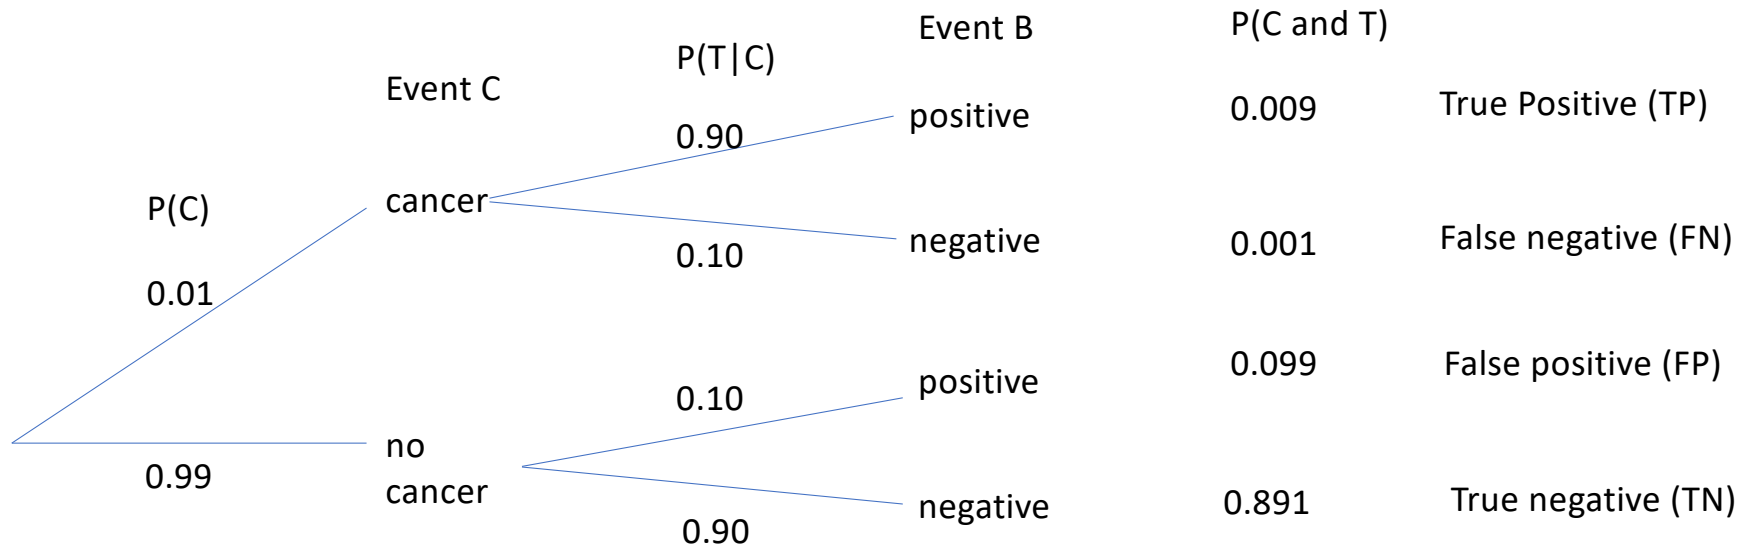 Event B
P(C and T)
P(T|C)
Event C
positive
0.009
True Positive (TP)
0.90
P(C)
cancer
negative
0.001
False negative (FN)
0.10
0.01
positive
0.099
False positive (FP)
0.10
no
cancer
0.99
negative
0.891
True negative (TN)
0.90